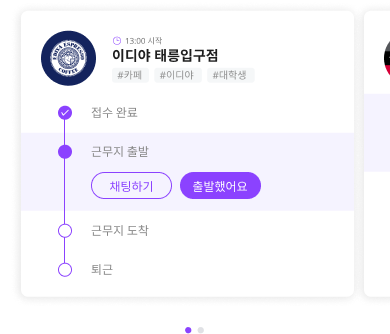 13:00 시작
이디야 태릉입구점
#카페 #이디야 #대학생
EDIYA ESPRESSO
COFFEE
접수 완료
근무지 출발
채팅하기 출발했어요
근무지 도착
퇴근